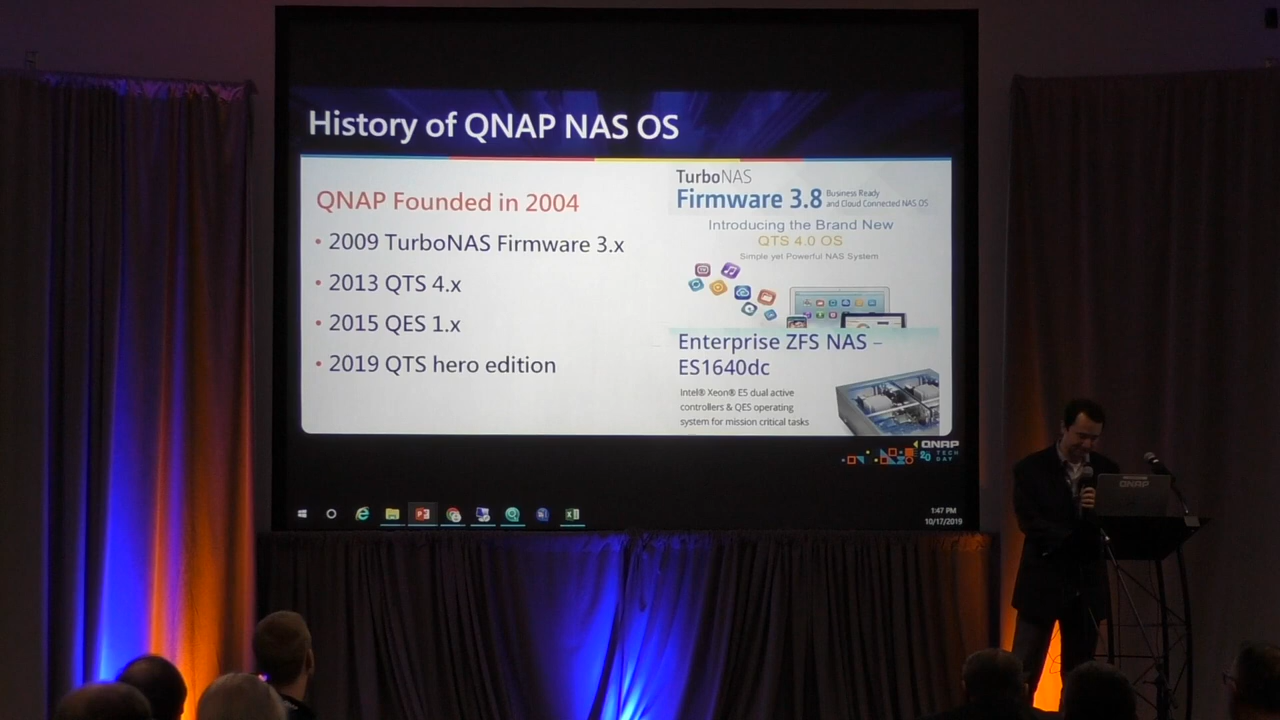 History of QNAP NAS OS
QNAP Founded in 2004
• 2009 TurboNAS Firmware 3.x
• 2013 QTS 4.x
• 2015 QES 1.x
• 2019 QTS hero edition
TurboNAS
Firmware 3.8
Business Ready
and Cloud Connected NAS OS
Introducing the Brand New
QTS 4.0 OS
Simple yet Powerful NAS System
Enterprise ZFS NAS –
ES1640dc
Intel® Xeon® E5 dual active
controllers & QES operating
system for mission critical tasks
QNAP
20 TECH
DAY
1:47 PM
10/17/2019
QNAP